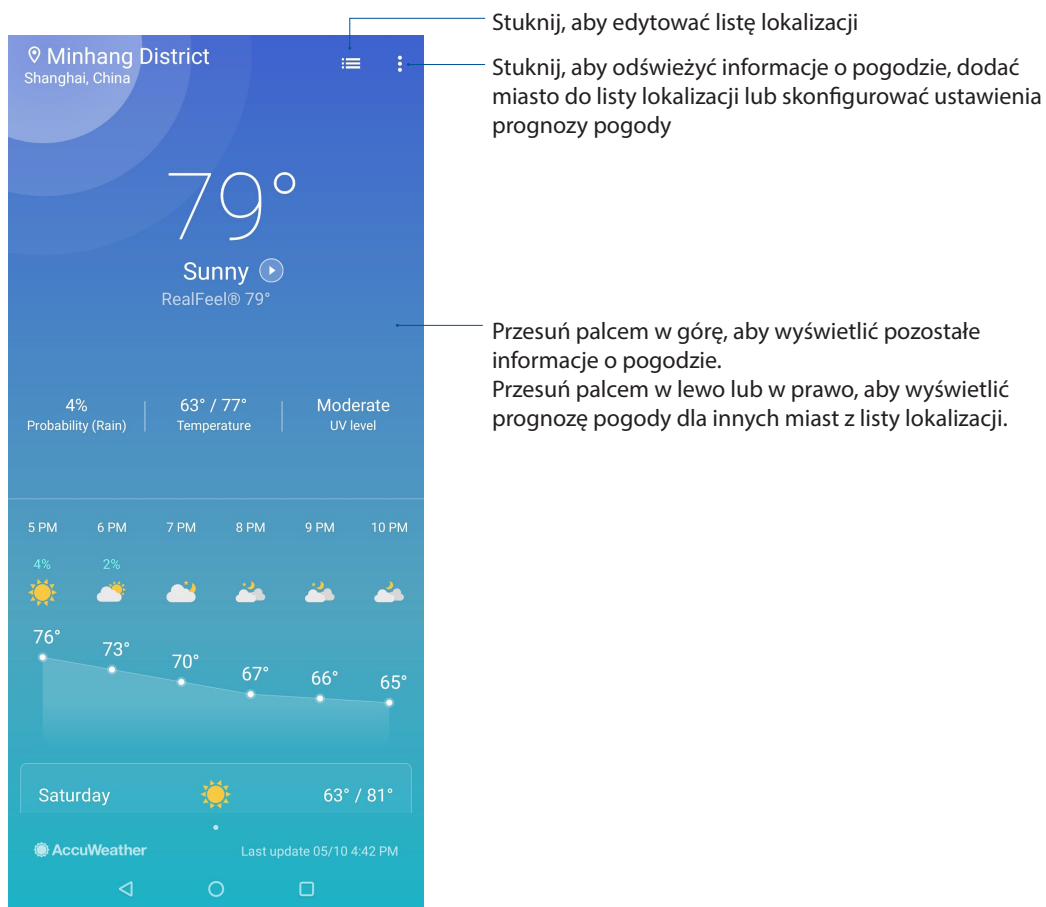 Stuknij, aby edytować listę lokalizacji
Minhang District
Shanghai, China
Stuknij, aby odświeżyć informacje o pogodzie, dodać
miasto do listy lokalizacji lub skonfigurować ustawienia
prognozy pogody
79°
Sunny
RealFeel® 79°
Przesuń palcem w górę, aby wyświetlić pozostałe
informacje o pogodzie.
Przesuń palcem w lewo lub w prawo, aby wyświetlić
prognozę pogody dla innych miast z listy lokalizacji.
4% 63° / 77° Moderate
Probability (Rain) Temperature UV level
5 PM 6 PM 7 PM 8 PM 9 PM 10 PM
4% 2%
76° 73° 70° 67° 66° 65°
Saturday 63° / 81°
AccuWeather Last update 05/10 4:42 PM